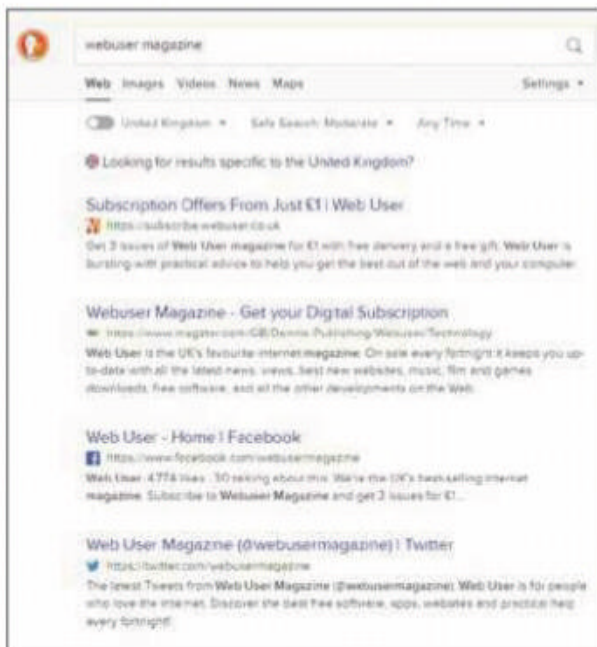 webuser magazine
Web Images Videos News Maps Settings
United Kingdom Safe Search: Moderate Any Time
Looking for results specific to the United Kingdom?
Subscription Offers From Just £1 | Web User
https://subscribe.webuser.co.uk
Get 3 issues of Web User magazine for £1 with free delivery and a free gift. Web User is
bursting with practical advice to help you get the best out of the web and your computer.
Webuser Magazine - Get your Digital Subscription
https://www.magzter.com/GB/Dennis-Publishing/Webuser/Technology
Web User is the UK's favourite internet magazine. On sale every fortnight it keeps you up-
to-date with all the latest news, views, best new websites, music, film and games
downloads, free software, and all the other developments on the Web.
Web User - Home | Facebook
https://www.facebook.com/webusermagazine
Web User. 4774 likes · 30 talking about this. We're the UK's best-selling internet
magazine. Subscribe to Webuser Magazine and get 3 issues for £1...
Web User Magazine (@webusermagazine) | Twitter
https://twitter.com/webusermagazine
The latest Tweets from Web User Magazine (@webusermagazine). Web User is for people
who love the internet. Discover the best free software, apps, websites and practical help
every fortnight!